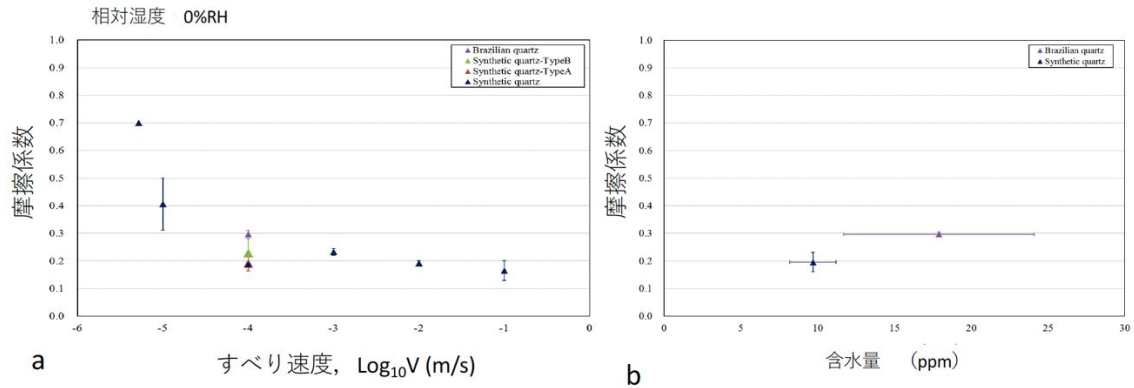 相対湿度 0%RH
1.0
0.9
0.8
0.7
0.6
0.5
0.4
0.3
0.2
0.1
0.0
摩擦係数
Brazilian quartz
Synthetic quartz-TypeB
Synthetic quartz-TypeA
Synthetic quartz
-6 -5 -4 -3 -2 -1 0
a すべり速度, Log₁₀V (m/s)
1.0
0.9
0.8
0.7
0.6
0.5
0.4
0.3
0.2
0.1
0.0
摩擦係数
Brazilian quartz
Synthetic quartz
0 5 10 15 20 25 30
b 含水量 (ppm)